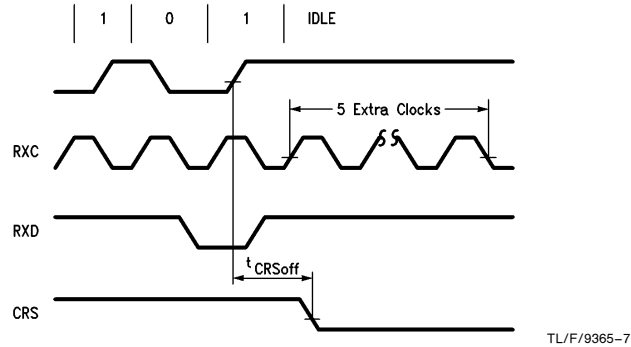 1 0 1 IDLE
5 Extra Clocks
RXC
RXD
tCRSoff
CRS
TL/F/9365–7